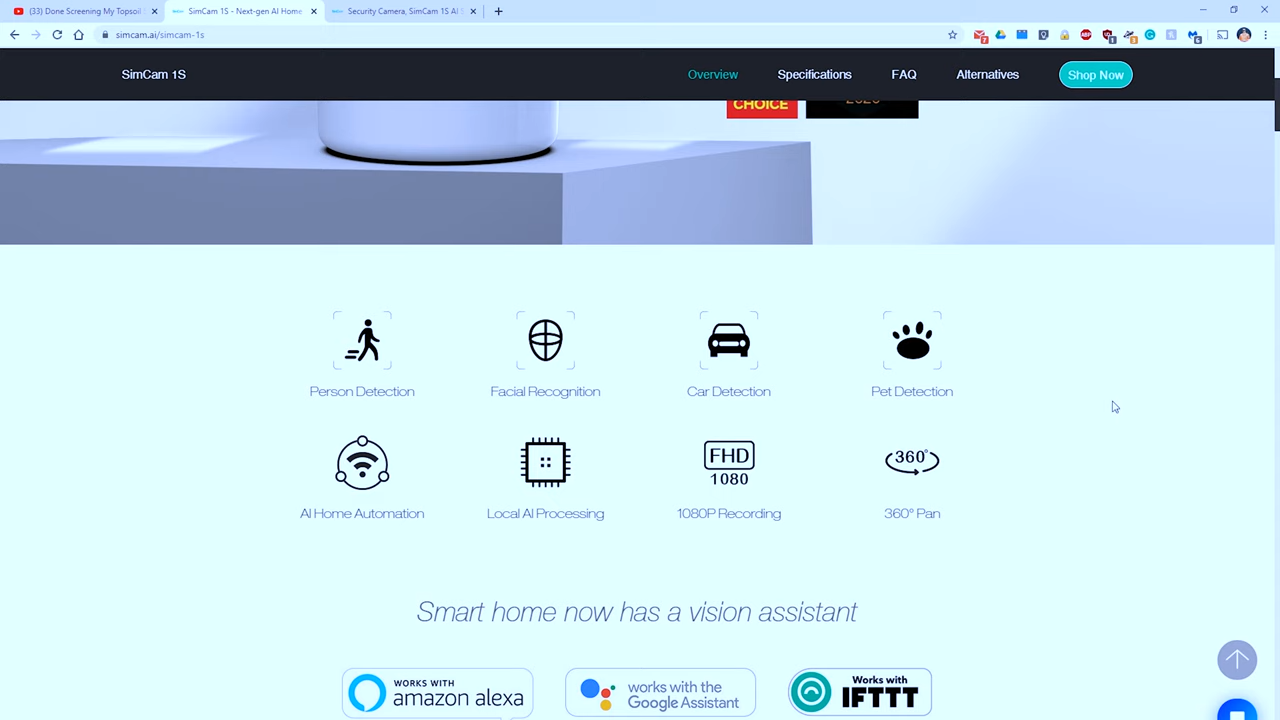 (33) Done Screening My Topsoil
SimCam 1S - Next-gen AI Home
Security Camera, SimCam 1S AI
simcam.ai/simcam-1s
SimCam 1S
Overview
Specifications
FAQ
Alternatives
Shop Now
CHOICE
2020
Person Detection
Facial Recognition
Car Detection
Pet Detection
FHD
1080
360°
AI Home Automation
Local AI Processing
1080P Recording
360° Pan
Smart home now has a vision assistant
WORKS WITH
amazon alexa
works with the
Google Assistant
Works with
IFTTT